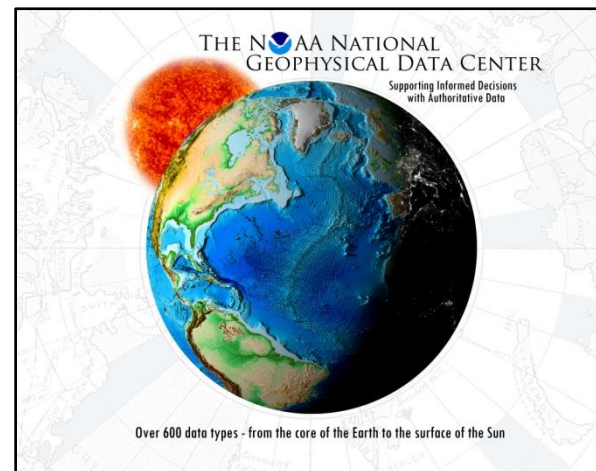 THE NOAA NATIONAL
GEOPHYSICAL DATA CENTER
Supporting Informed Decisions
with Authoritative Data
Over 600 data types - from the core of the Earth to the surface of the Sun